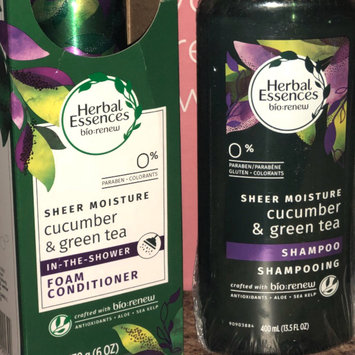 Herbal
Essences
bio:renew
0%
PARABEN • COLORANTS
SHEER MOISTURE
cucumber
& green tea
IN-THE-SHOWER
FOAM
CONDITIONER
crafted with bio:renew
ANTIOXIDANTS • ALOE • SEA KELP
(6 OZ)
Herbal
Essences
bio:renew
0%
PARABEN/PARABÈNE
GLUTEN • COLORANTS
SHEER MOISTURE
cucumber
& green tea
SHAMPOO
SHAMPOOING
crafted with bio:renew
ANTIOXIDANTS • ALOE • SEA KELP
400 mL (13.5 FL OZ)